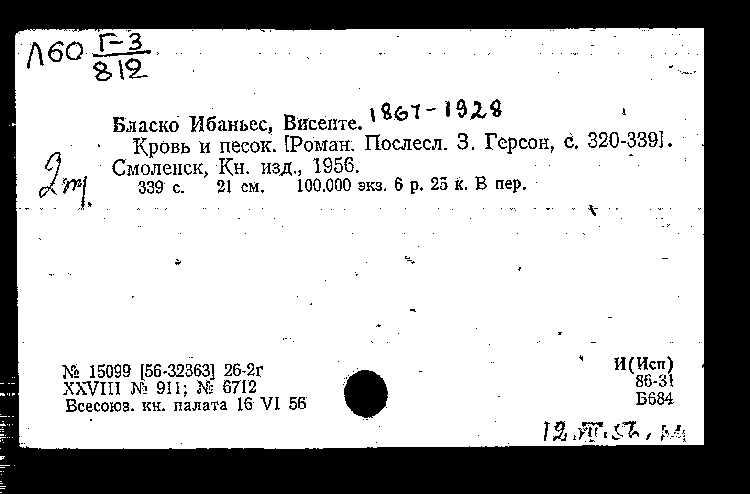 Л60 Г-3
812
Бласко Ибаньес, Висенте. 1867-1928
Кровь и песок. [Роман. Послесл. З. Герсон, с. 320-339].
Смоленск, Кн. изд., 1956.
339 с. 21 см. 100.000 экз. 6 р. 25 к. В пер.
№ 15099 [56-32363] 26-2г
XXVIII № 911; № 6712
Всесоюз. кн. палата 16 VI 56
И(Исп)
86-31
Б684